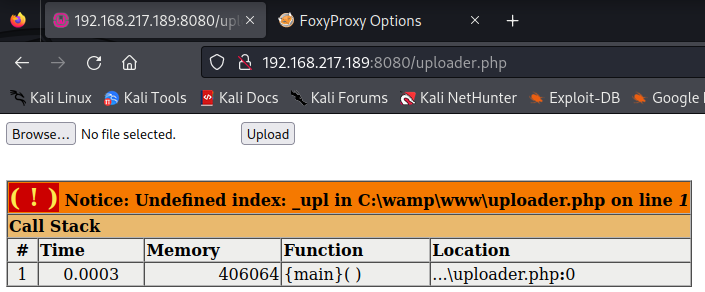 192.168.217.189:8080/upl
FoxyProxy Options
192.168.217.189:8080/uploader.php
Kali Linux Kali Tools Kali Docs Kali Forums Kali NetHunter Exploit-DB Google
Browse... No file selected. Upload
( ! ) Notice: Undefined index: _upl in C:\wamp\www\uploader.php on line 1
Call Stack
# Time Memory Function Location
1 0.0003 406064 {main}( ) ...\uploader.php:0